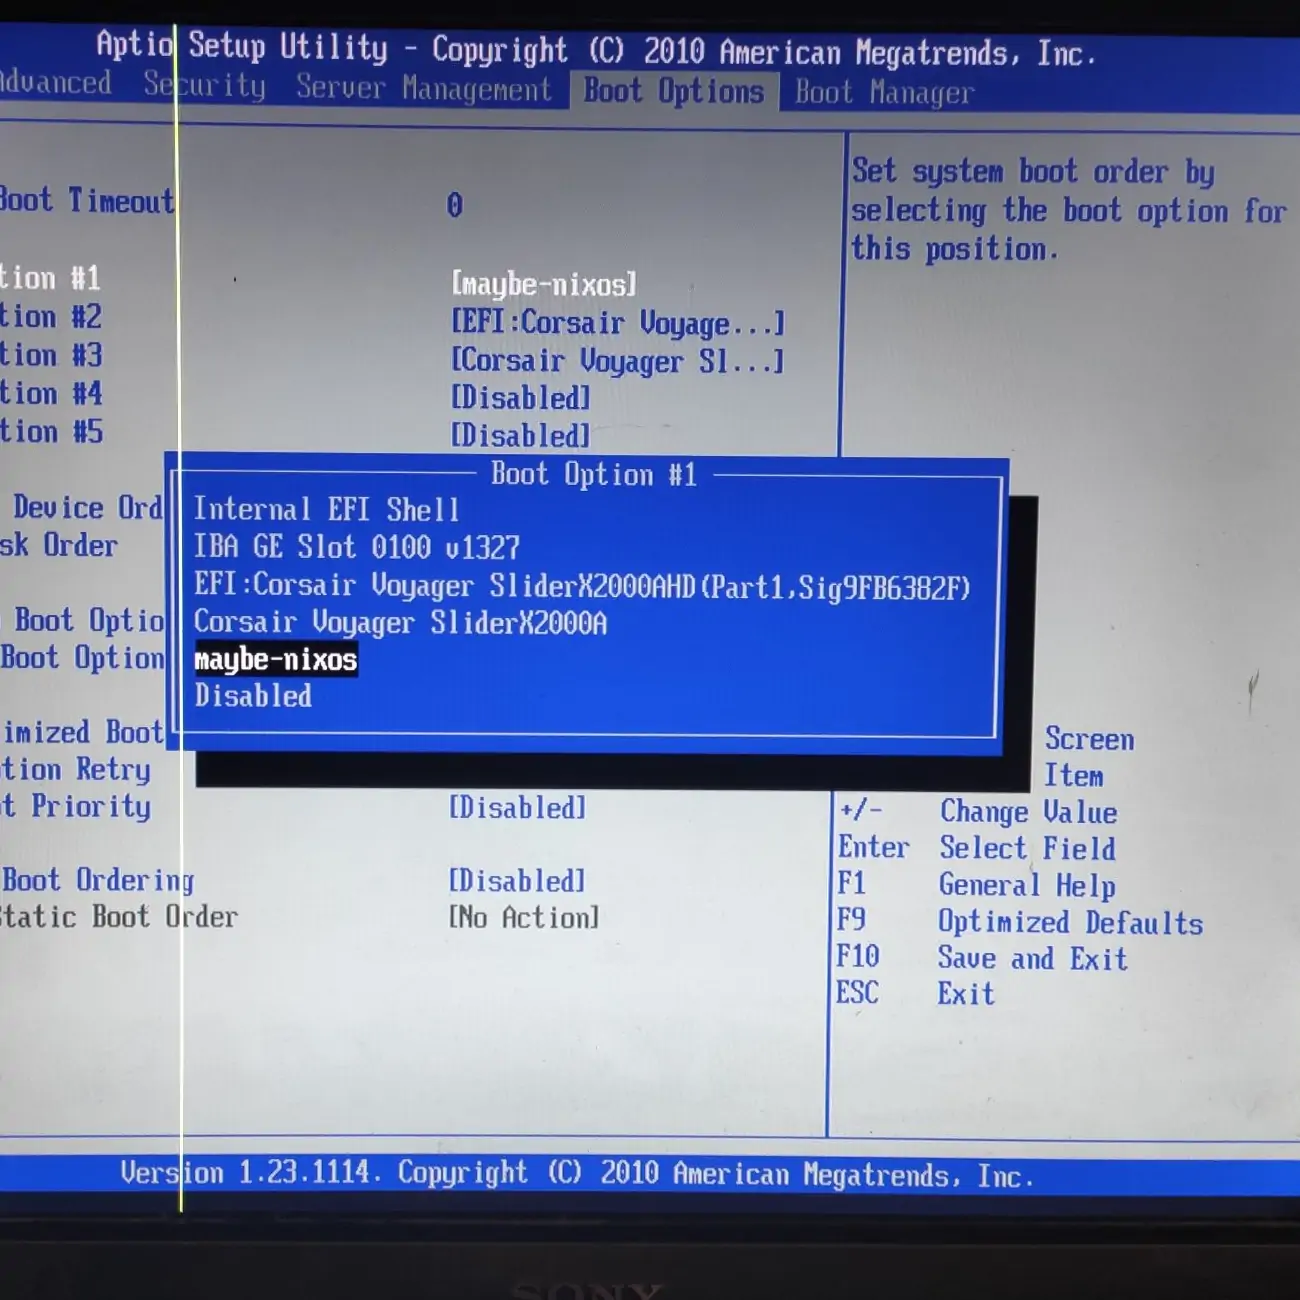 Aptio Setup Utility - Copyright (C) 2010 American Megatrends, Inc.
Advanced Security Server Management Boot Options Boot Manager
Boot Timeout 0
Set system boot order by
selecting the boot option for
this position.
tion #1 [maybe-nixos]
tion #2 [EFI:Corsair Voyage...]
tion #3 [Corsair Voyager Sl...]
tion #4 [Disabled]
tion #5 [Disabled]
Boot Option #1
Device Ord
sk Order
Boot Optio
Boot Option
imized Boot
tion Retry
Internal EFI Shell
IBA GE Slot 0100 v1327
EFI:Corsair Voyager SliderX2000AHD(Part1,Sig9FB6382F)
Corsair Voyager SliderX2000A
maybe-nixos
Disabled
t Priority [Disabled]
Boot Ordering [Disabled]
Static Boot Order [No Action]
Screen
Item
+/- Change Value
Enter Select Field
F1 General Help
F9 Optimized Defaults
F10 Save and Exit
ESC Exit
Version 1.23.1114. Copyright (C) 2010 American Megatrends, Inc.
SONY